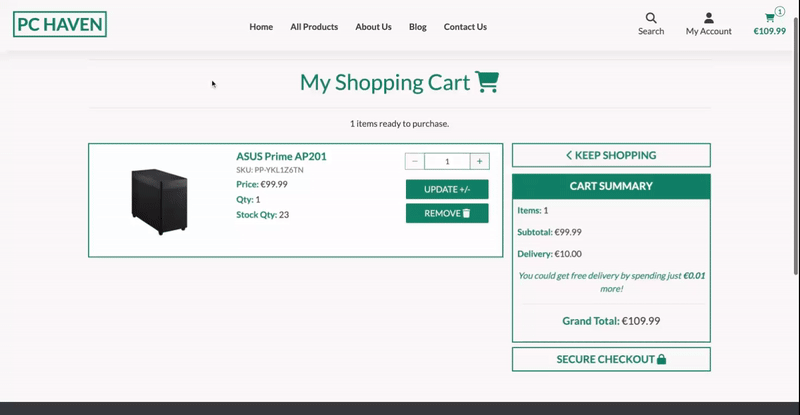 PC HAVEN
Home
All Products
About Us
Blog
Contact Us
Search
My Account
1
€109.99
My Shopping Cart
1 items ready to purchase.
ASUS Prime AP201
SKU: PP-YKL1Z6TN
Price: €99.99
Qty: 1
Stock Qty: 23
− 1 +
UPDATE +/-
REMOVE
KEEP SHOPPING
CART SUMMARY
Items: 1
Subtotal: €99.99
Delivery: €10.00
You could get free delivery by spending just €0.01
more!
Grand Total: €109.99
SECURE CHECKOUT